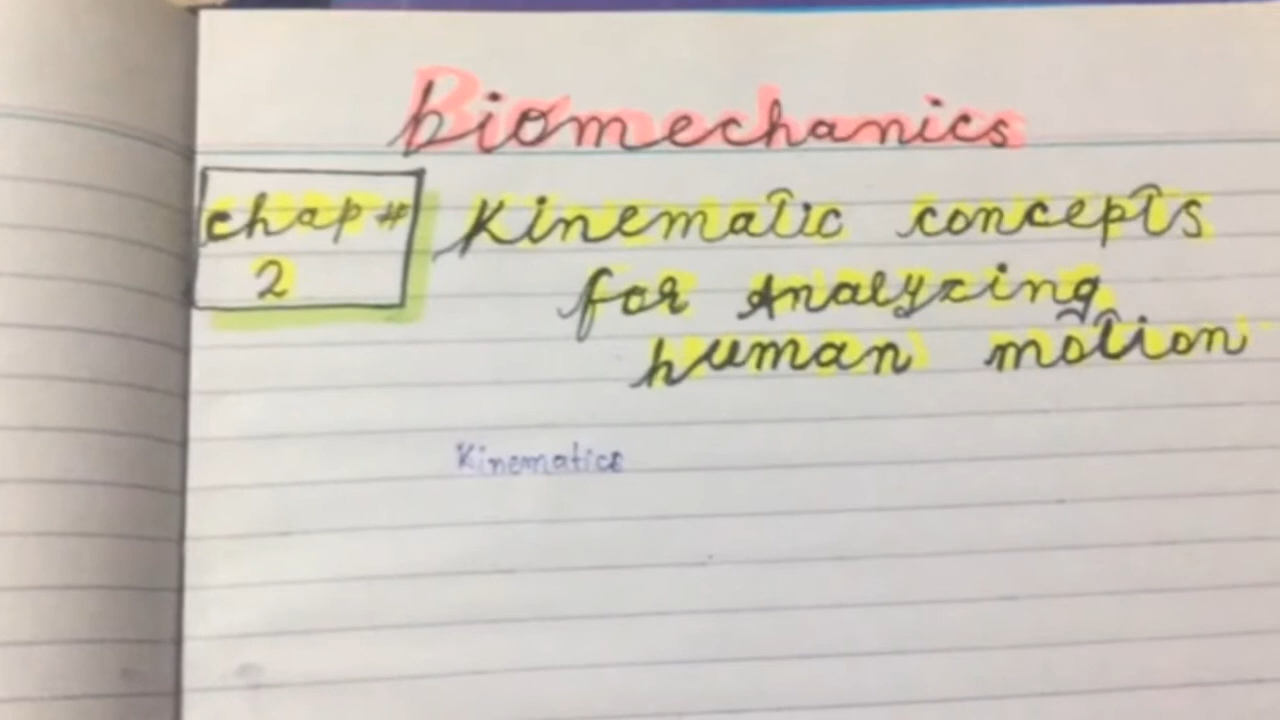 Biomechanics
Chap #
2
Kinematic concepts
for Analyzing
human motion
Kinematics